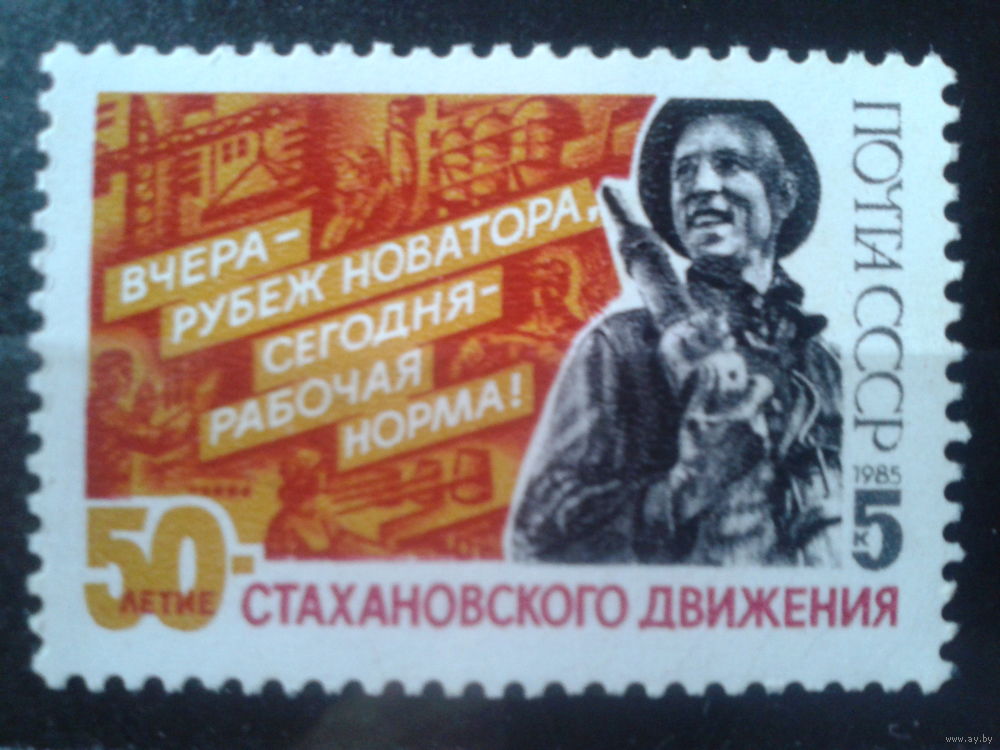 ВЧЕРА –
РУБЕЖ НОВАТОРА,
СЕГОДНЯ –
РАБОЧАЯ
НОРМА!
ПОЧТА СССР
1985
5
к
50-
ЛЕТИЕ
СТАХАНОВСКОГО ДВИЖЕНИЯ
www.ay.by